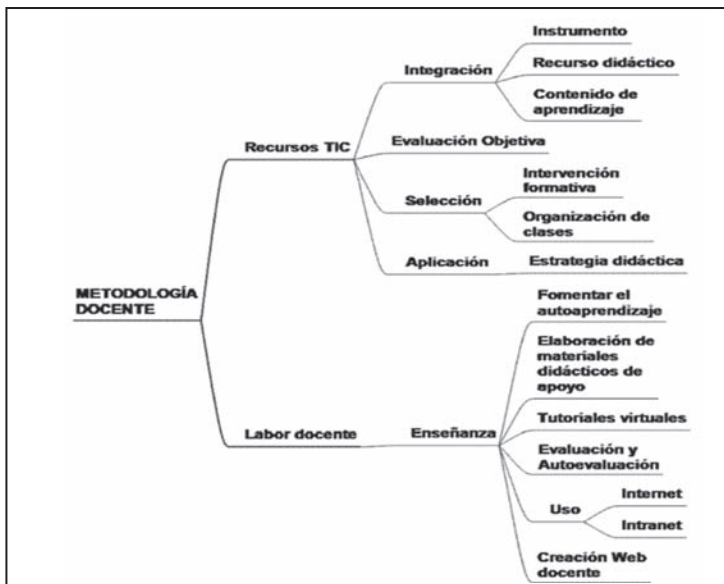 Instrumento
Integración
Recurso didáctico
Contenido de
aprendizaje
Recursos TIC
Evaluación Objetiva
Intervención
formativa
Selección
Organización de
clases
Aplicación
Estrategia didáctica
METODOLOGÍA
DOCENTE
Fomentar el
autoaprendizaje
Elaboración de
materiales
didácticos de
apoyo
Labor docente
Enseñanza
Tutoriales virtuales
Evaluación y
Autoevaluación
Uso
Internet
Intranet
Creación Web
docente